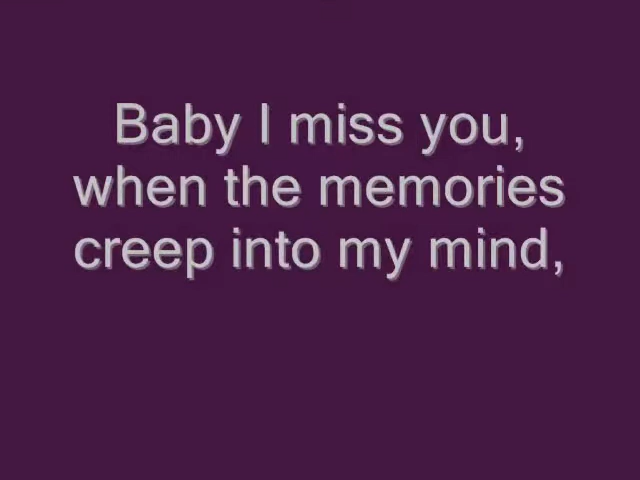 Baby I miss you,
when the memories
creep into my mind,